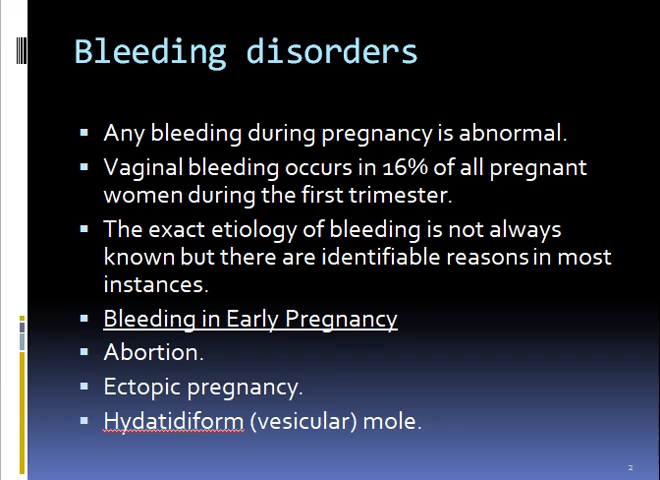 Bleeding disorders
▪ Any bleeding during pregnancy is abnormal.
▪ Vaginal bleeding occurs in 16% of all pregnant
women during the first trimester.
▪ The exact etiology of bleeding is not always
known but there are identifiable reasons in most
instances.
▪ Bleeding in Early Pregnancy
▪ Abortion.
▪ Ectopic pregnancy.
▪ Hydatidiform (vesicular) mole.
2